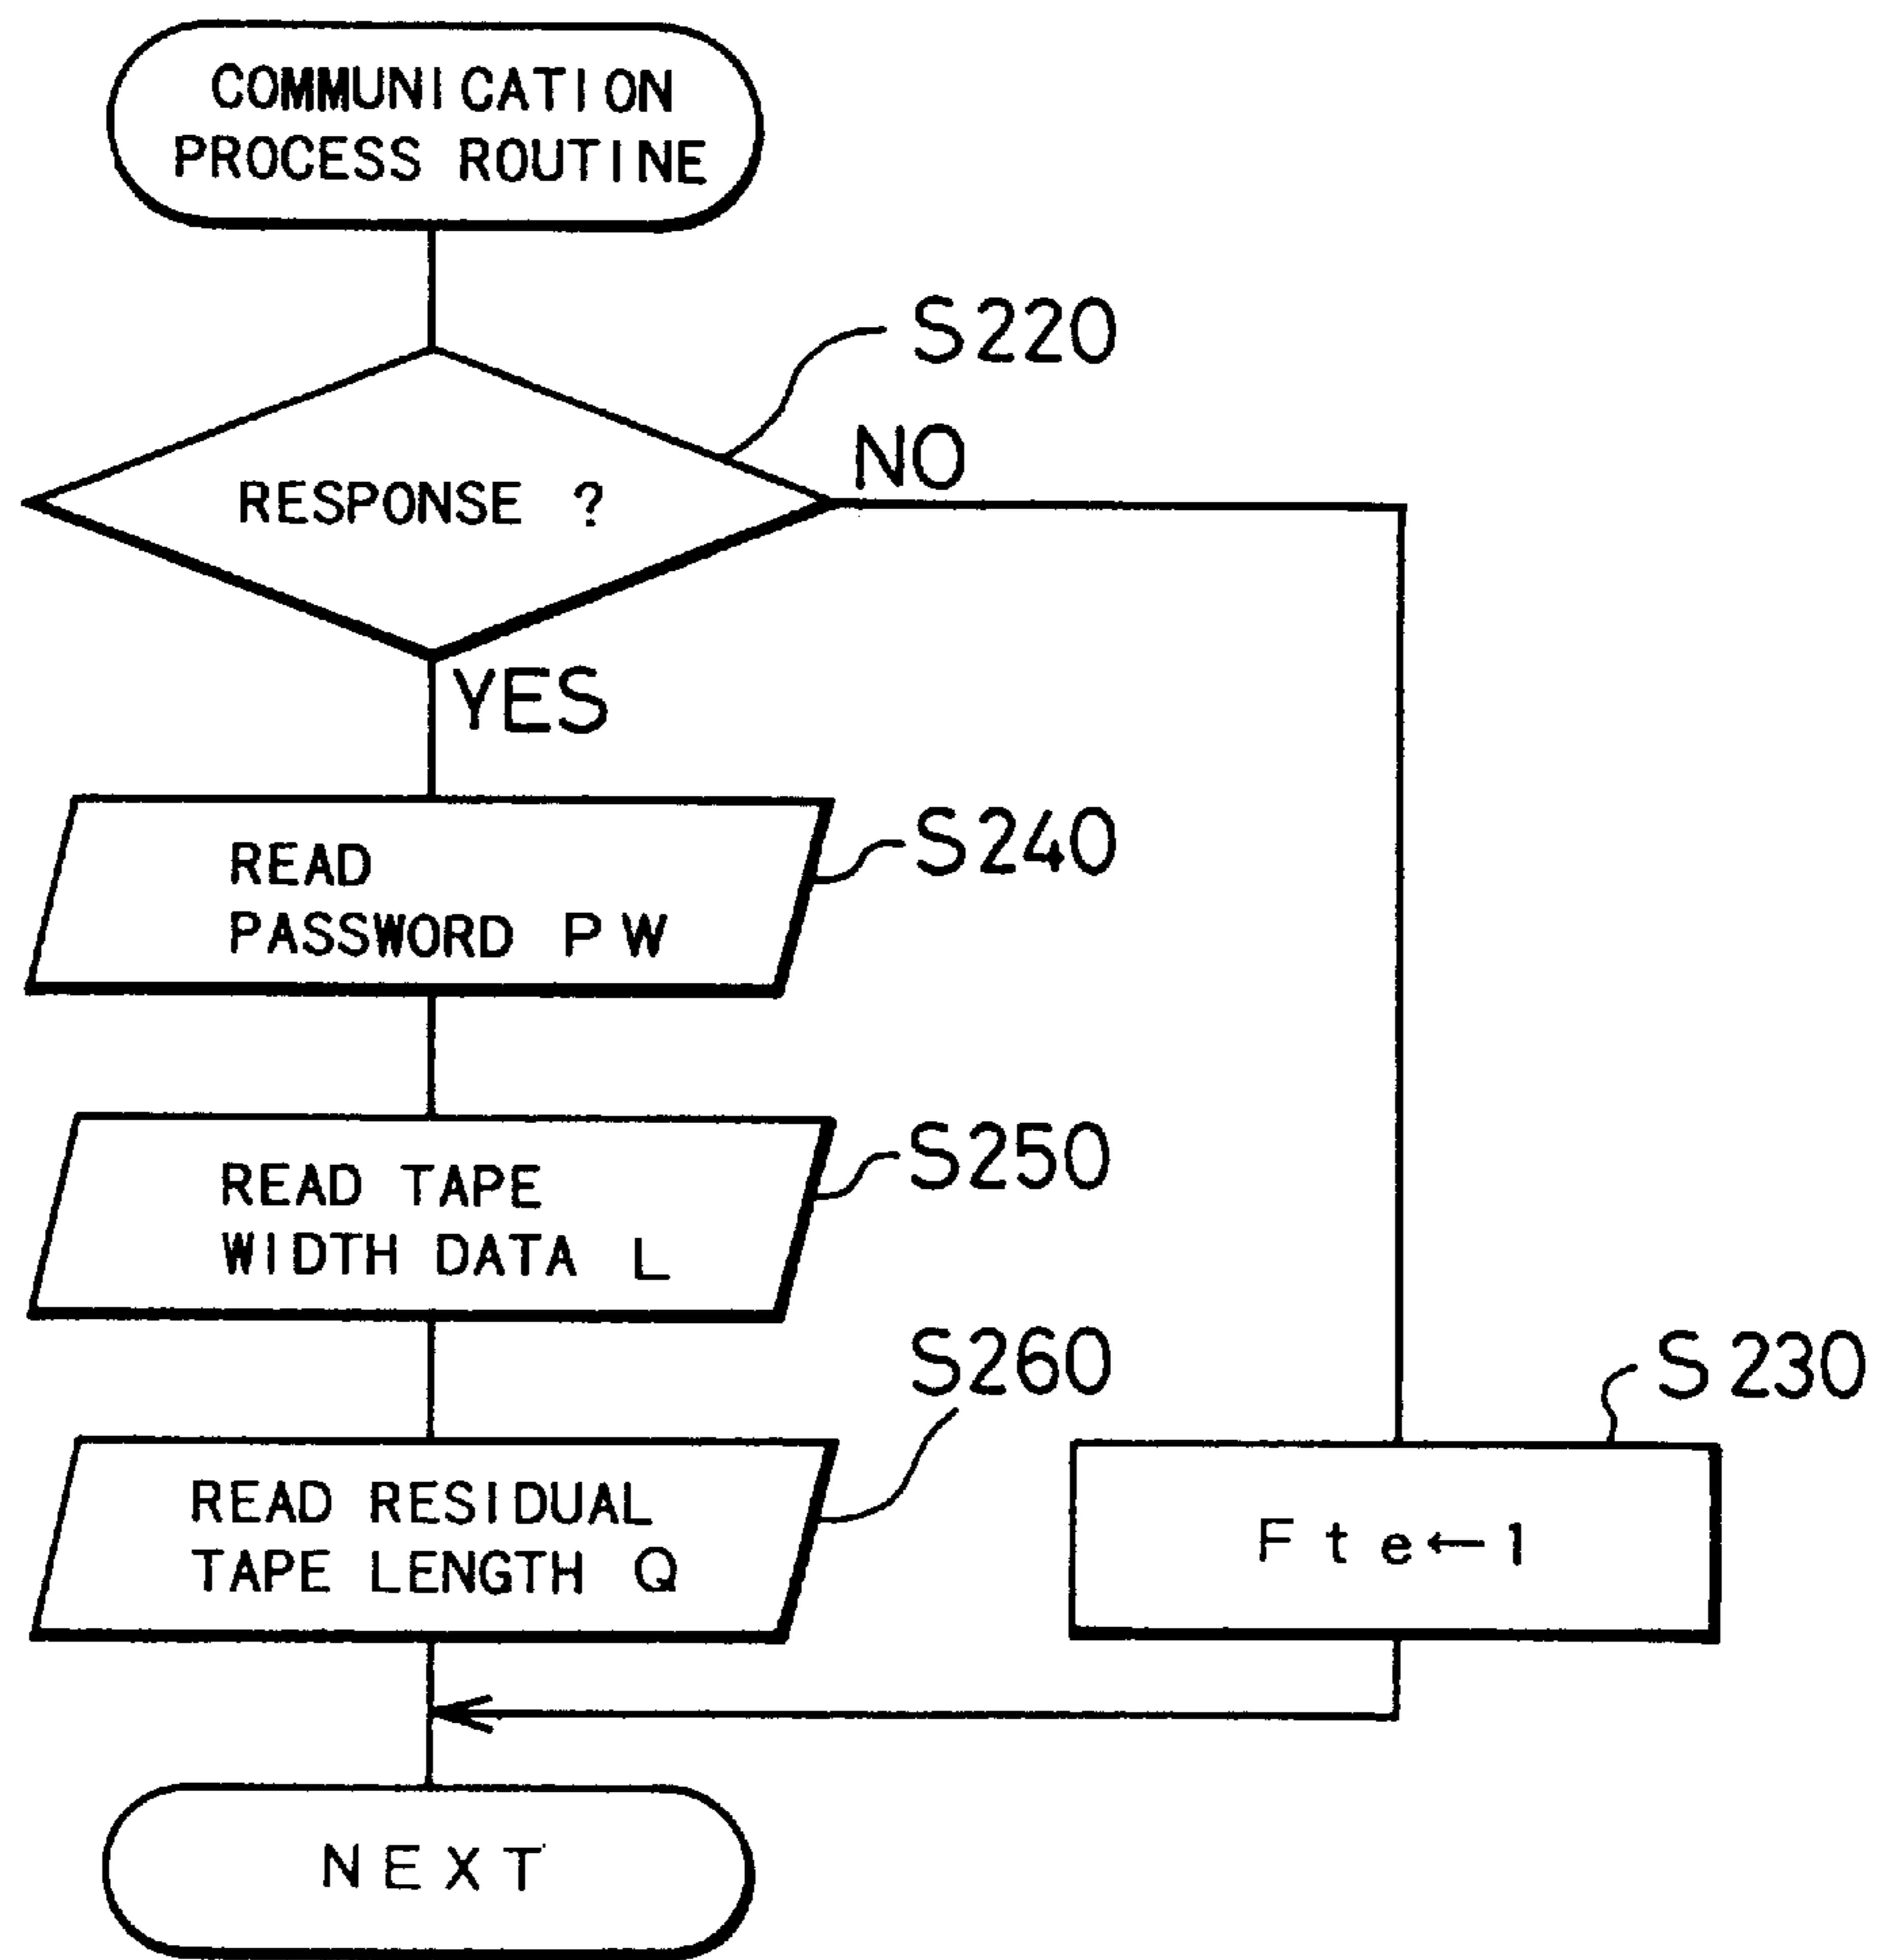 COMMUNICATION
PROCESS ROUTINE
S220
RESPONSE ?
NO
YES
READ
PASSWORD PW
S240
READ TAPE
WIDTH DATA L
S250
READ RESIDUAL
TAPE LENGTH Q
S260
S230
Fte←1
NEXT